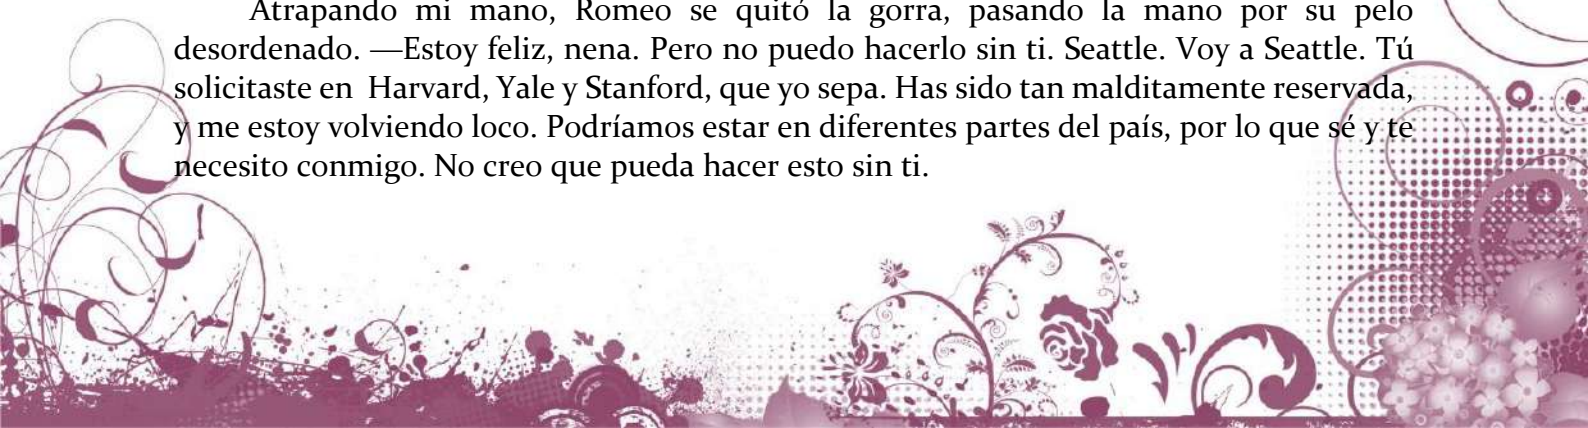 Atrapando mi mano, Romeo se quitó la gorra, pasando la mano por su pelo
desordenado. —Estoy feliz, nena. Pero no puedo hacerlo sin ti. Seattle. Voy a Seattle. Tú
solicitaste en Harvard, Yale y Stanford, que yo sepa. Has sido tan malditamente reservada,
y me estoy volviendo loco. Podríamos estar en diferentes partes del país, por lo que sé y te
necesito conmigo. No creo que pueda hacer esto sin ti.